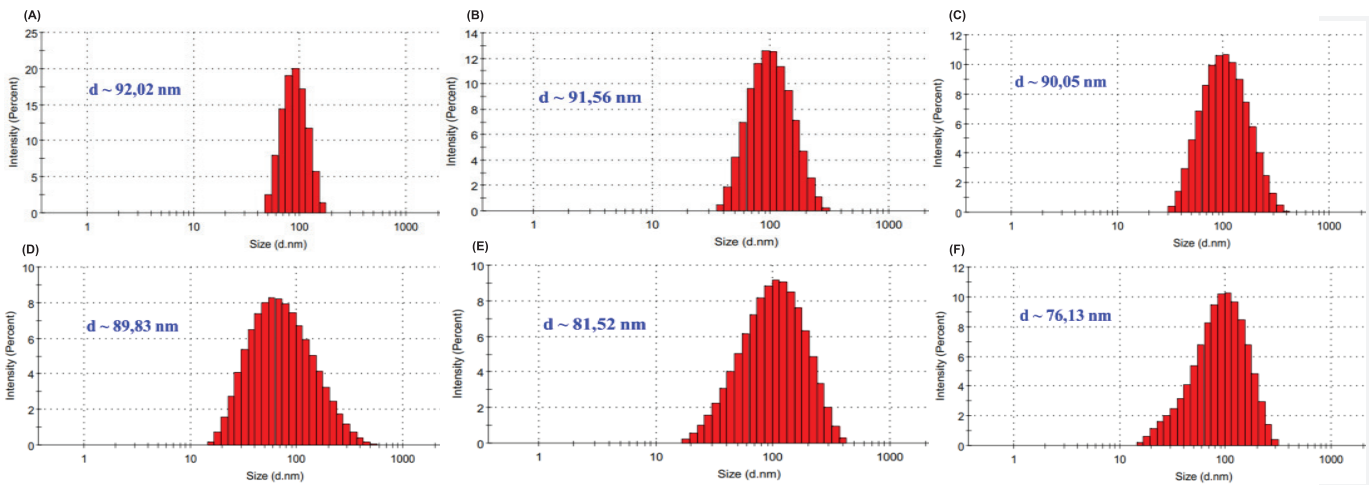 (A)
25
20
15
10
5
0
Intensity (Percent)
d ~ 92,02 nm
1 10 100 1000
Size (d.nm)
(B)
14
12
10
8
6
4
2
0
Intensity (Percent)
d ~ 91,56 nm
1 10 100 1000
Size (d.nm)
(C)
12
10
8
6
4
2
0
Intensity (Percent)
d ~ 90,05 nm
1 10 100 1000
Size (d.nm)
(D)
10
8
6
4
2
0
Intensity (Percent)
d ~ 89,83 nm
1 10 100 1000
Size (d.nm)
(E)
10
8
6
4
2
0
Intensity (Percent)
d ~ 81,52 nm
1 10 100 1000
Size (d.nm)
(F)
12
10
8
6
4
2
0
Intensity (Percent)
d ~ 76,13 nm
1 10 100 1000
Size (d.nm)